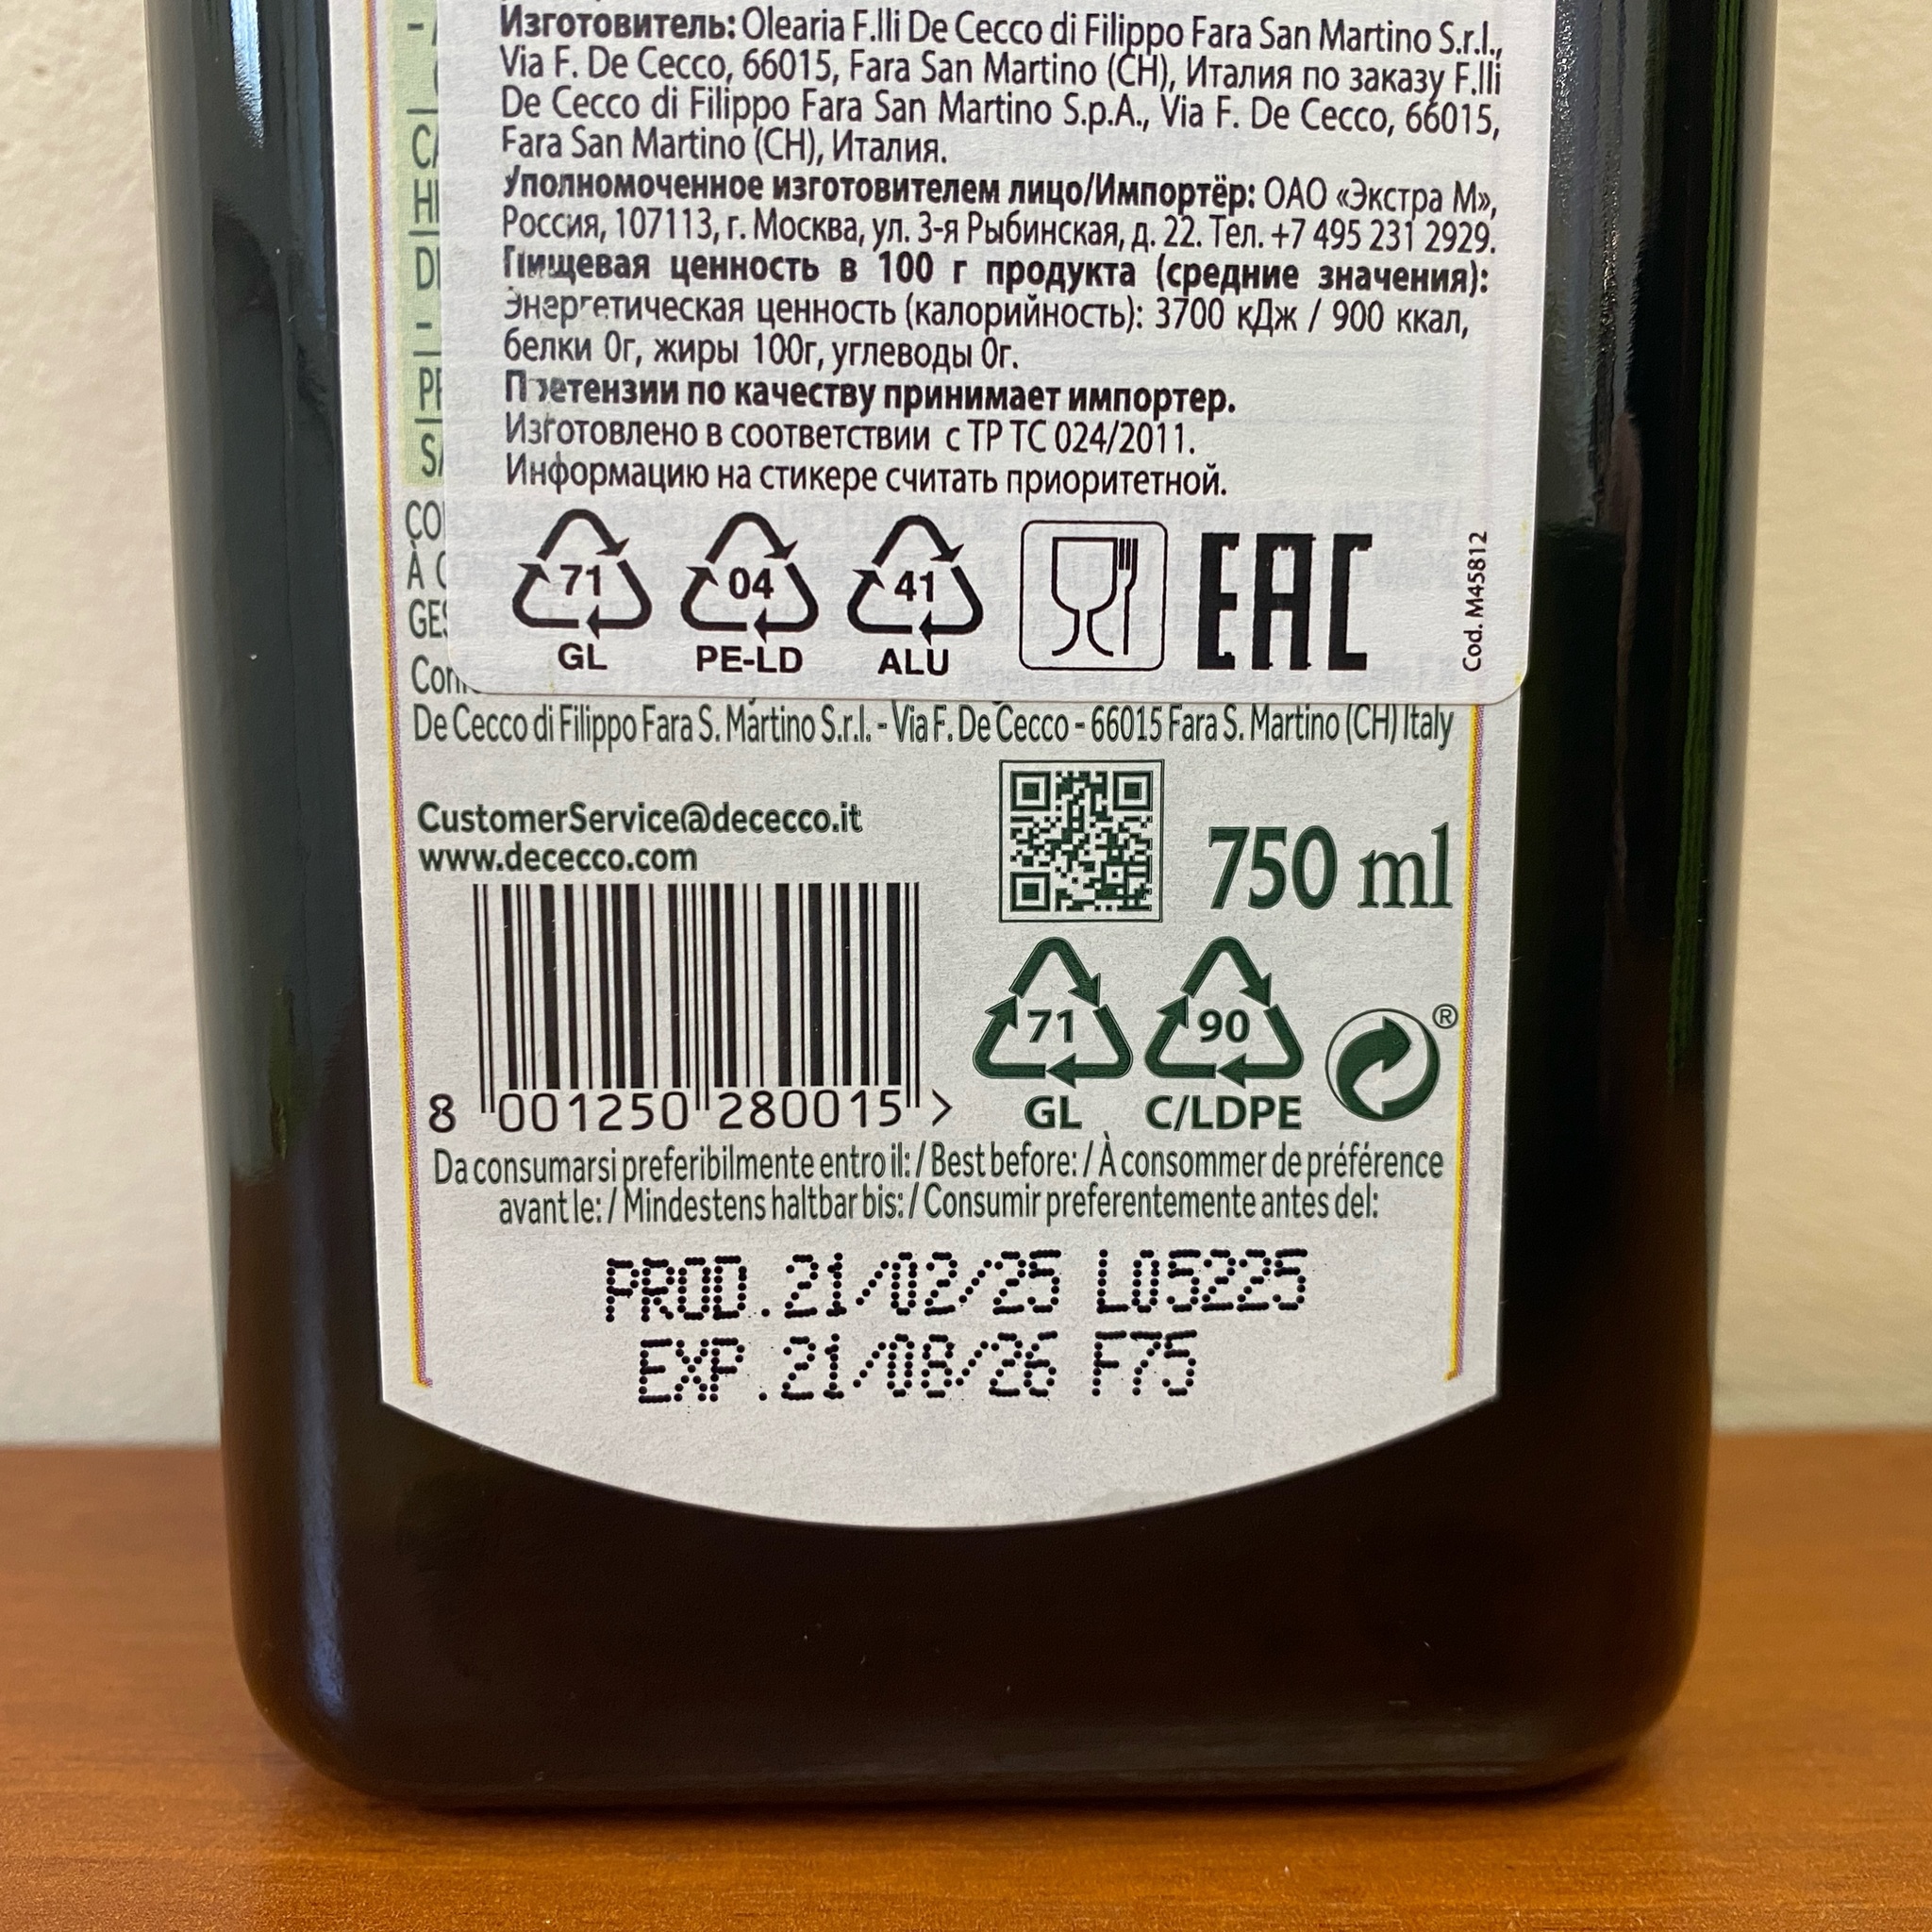 Изготовитель: Olearia F.lli De Cecco di Filippo Fara San Martino S.r.l.,
Via F. De Cecco, 66015, Fara San Martino (CH), Италия по заказу F.lli
De Cecco di Filippo Fara San Martino S.p.A., Via F. De Cecco, 66015,
Fara San Martino (CH), Италия.
Уполномоченное изготовителем лицо/Импортёр: ОАО «Экстра М»,
Россия, 107113, г. Москва, ул. 3-я Рыбинская, д. 22. Тел. +7 495 231 2929.
Пищевая ценность в 100 г продукта (средние значения):
Энергетическая ценность (калорийность): 3700 кДж / 900 ккал,
белки 0г, жиры 100г, углеводы 0г.
Претензии по качеству принимает импортер.
Изготовлено в соответствии с ТР ТС 024/2011.
Информацию на стикере считать приоритетной.
71 04 41 EAC
GL PE-LD ALU
Cod. M45812
De Cecco di Filippo Fara S. Martino S.r.l. - Via F. De Cecco - 66015 Fara S. Martino (CH) Italy
CustomerService@dececco.it
www.dececco.com
750 ml
71 90 ®
GL C/LDPE
8 001250 280015 >
Da consumarsi preferibilmente entro il: / Best before: / À consommer de préférence
avant le: / Mindestens haltbar bis: / Consumir preferentemente antes del:
PROD.21/02/25 L05225
EXP.21/08/26 F75